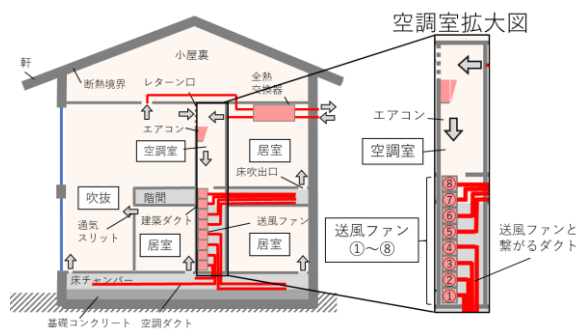 空調室拡大図
小屋裏
軒
断熱境界
レターン口
全熱
交換器
エアコン
空調室
居室
床吹出口
吹抜
階間
通気
スリット
建築ダクト
送風ファン
居室
居室
床チャンバー
基礎コンクリート
空調ダクト
エアコン
空調室
送風ファン
①~⑧
⑧
⑦
⑥
⑤
④
③
②
①
送風ファンと
繋がるダクト